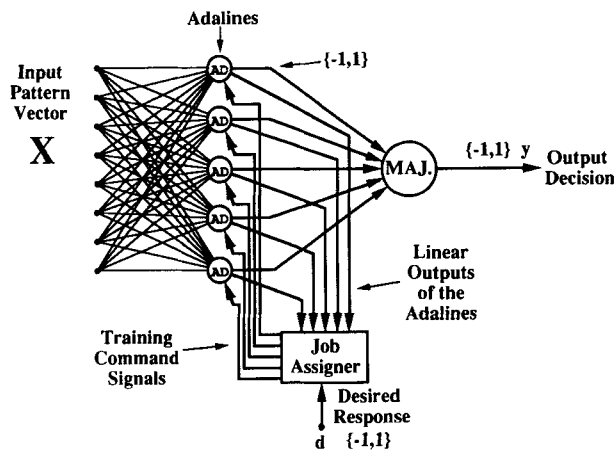 Adalines
{-1,1}
Input
Pattern
Vector
X
AD
AD
AD
AD
AD
MAJ.
{-1,1} y
Output
Decision
Linear
Outputs
of the
Adalines
Training
Command
Signals
Job
Assigner
Desired
Response
d {-1,1}